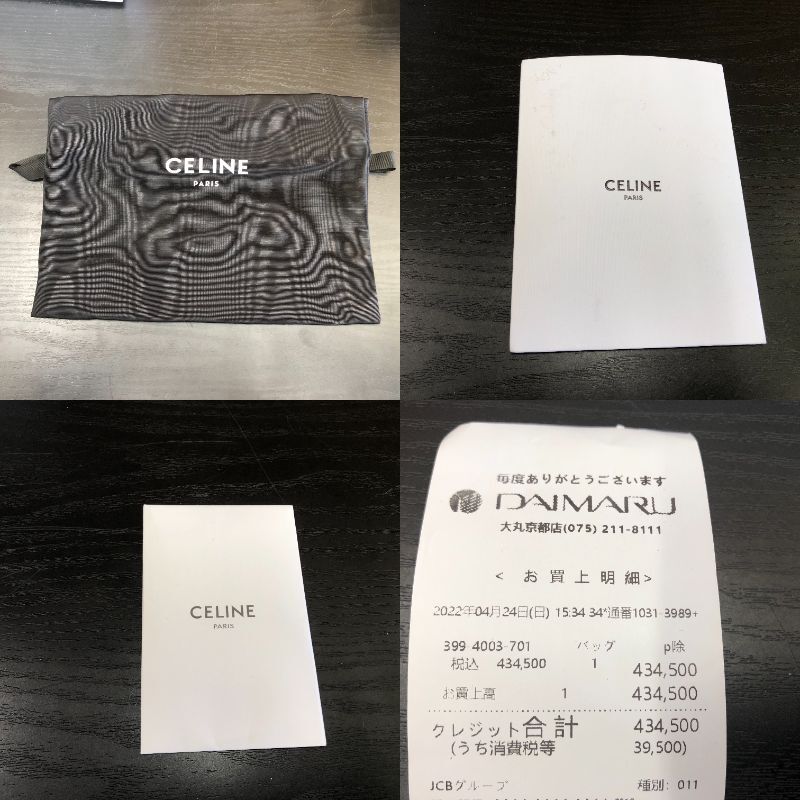 CELINE
PARIS
CELINE
PARIS
CELINE
PARIS
毎度ありがとうございます
DAIMARU
大丸京都店(075) 211-8111
< お買上明細>
2022年04月24日(日) 15:34 34*通番1031-3989+
399-4003-701 バッグ p除
税込 434,500 1 434,500
お買上高 1 434,500
クレジット合計 434,500
(うち消費税等 39,500)
JCBグループ 種別: 011